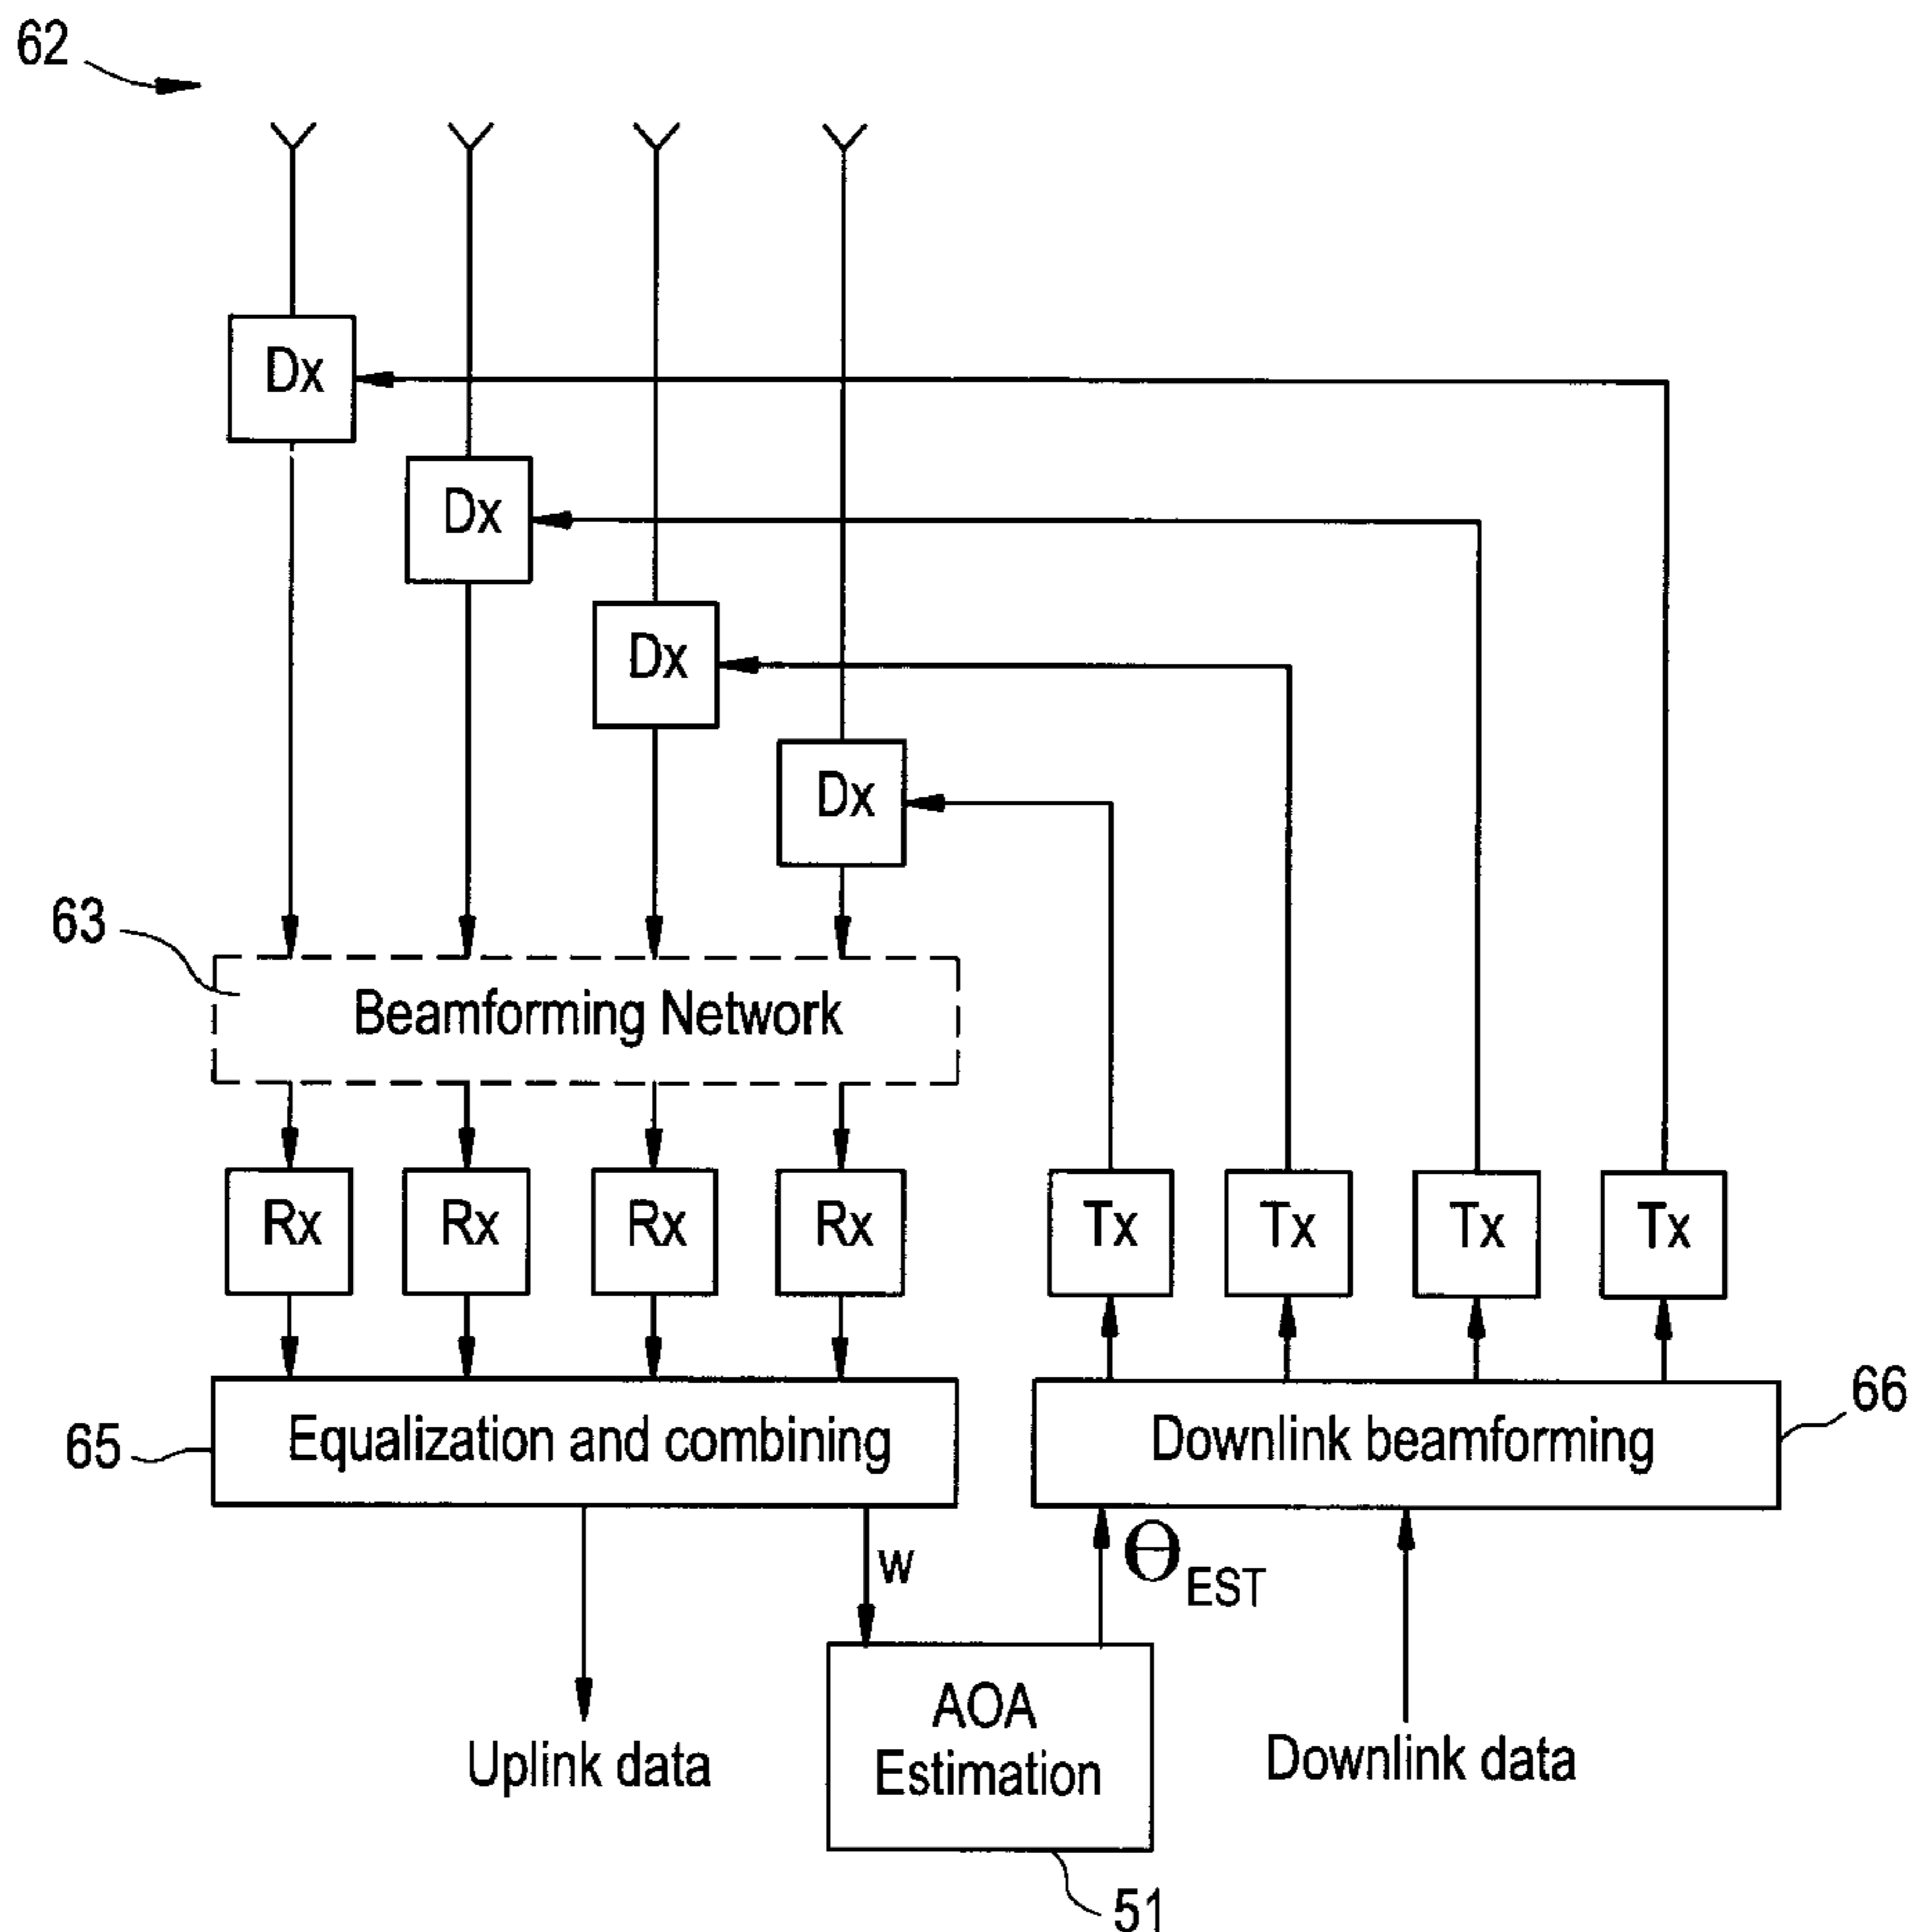 62
Dx
Dx
Dx
Dx
63
Beamforming Network
Rx Rx Rx Rx Tx Tx Tx Tx
65 Equalization and combining Downlink beamforming 66
w ΘEST
Uplink data
AOA
Estimation
Downlink data
51